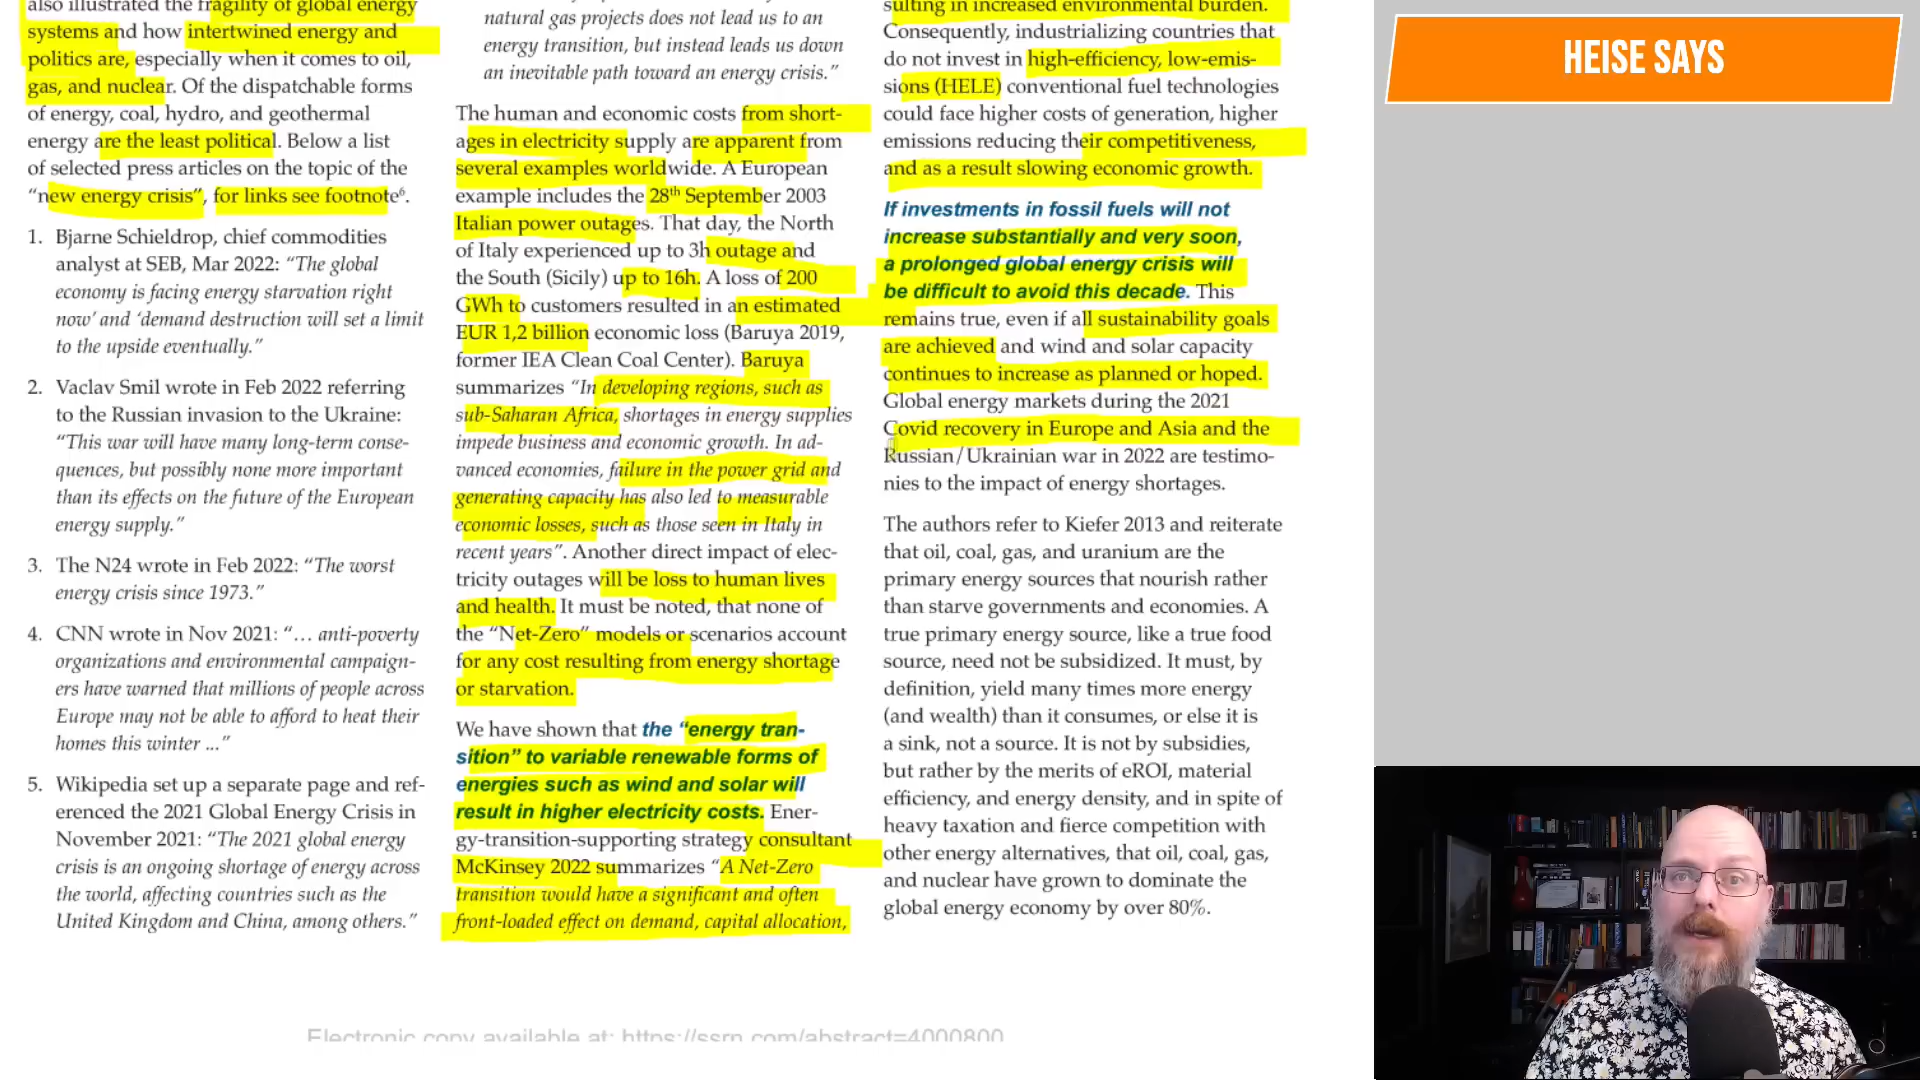 also illustrated the fragility of global energy
systems and how intertwined energy and
politics are, especially when it comes to oil,
gas, and nuclear. Of the dispatchable forms
of energy, coal, hydro, and geothermal
energy are the least political. Below a list
of selected press articles on the topic of the
“new energy crisis”, for links see footnote⁶.
1. Bjarne Schieldrop, chief commodities
analyst at SEB, Mar 2022: “The global
economy is facing energy starvation right
now’ and ‘demand destruction will set a limit
to the upside eventually.”
2. Vaclav Smil wrote in Feb 2022 referring
to the Russian invasion to the Ukraine:
“This war will have many long-term conse-
quences, but possibly none more important
than its effects on the future of the European
energy supply.”
3. The N24 wrote in Feb 2022: “The worst
energy crisis since 1973.”
4. CNN wrote in Nov 2021: “… anti-poverty
organizations and environmental campaign-
ers have warned that millions of people across
Europe may not be able to afford to heat their
homes this winter ...”
5. Wikipedia set up a separate page and ref-
erenced the 2021 Global Energy Crisis in
November 2021: “The 2021 global energy
crisis is an ongoing shortage of energy across
the world, affecting countries such as the
United Kingdom and China, among others.”
natural gas projects does not lead us to an
energy transition, but instead leads us down
an inevitable path toward an energy crisis.”
The human and economic costs from short-
ages in electricity supply are apparent from
several examples worldwide. A European
example includes the 28th September 2003
Italian power outages. That day, the North
of Italy experienced up to 3h outage and
the South (Sicily) up to 16h. A loss of 200
GWh to customers resulted in an estimated
EUR 1,2 billion economic loss (Baruya 2019,
former IEA Clean Coal Center). Baruya
summarizes “In developing regions, such as
sub-Saharan Africa, shortages in energy supplies
impede business and economic growth. In ad-
vanced economies, failure in the power grid and
generating capacity has also led to measurable
economic losses, such as those seen in Italy in
recent years”. Another direct impact of elec-
tricity outages will be loss to human lives
and health. It must be noted, that none of
the “Net-Zero” models or scenarios account
for any cost resulting from energy shortage
or starvation.
We have shown that the “energy tran-
sition” to variable renewable forms of
energies such as wind and solar will
result in higher electricity costs. Ener-
gy-transition-supporting strategy consultant
McKinsey 2022 summarizes “A Net-Zero
transition would have a significant and often
front-loaded effect on demand, capital allocation,
sulting in increased environmental burden.
Consequently, industrializing countries that
do not invest in high-efficiency, low-emis-
sions (HELE) conventional fuel technologies
could face higher costs of generation, higher
emissions reducing their competitiveness,
and as a result slowing economic growth.
If investments in fossil fuels will not
increase substantially and very soon,
a prolonged global energy crisis will
be difficult to avoid this decade. This
remains true, even if all sustainability goals
are achieved and wind and solar capacity
continues to increase as planned or hoped.
Global energy markets during the 2021
Covid recovery in Europe and Asia and the
Russian/Ukrainian war in 2022 are testimo-
nies to the impact of energy shortages.
The authors refer to Kiefer 2013 and reiterate
that oil, coal, gas, and uranium are the
primary energy sources that nourish rather
than starve governments and economies. A
true primary energy source, like a true food
source, need not be subsidized. It must, by
definition, yield many times more energy
(and wealth) than it consumes, or else it is
a sink, not a source. It is not by subsidies,
but rather by the merits of eROI, material
efficiency, and energy density, and in spite of
heavy taxation and fierce competition with
other energy alternatives, that oil, coal, gas,
and nuclear have grown to dominate the
global energy economy by over 80%.
Electronic copy available at: https://ssrn.com/abstract=4000800
HEISE SAYS